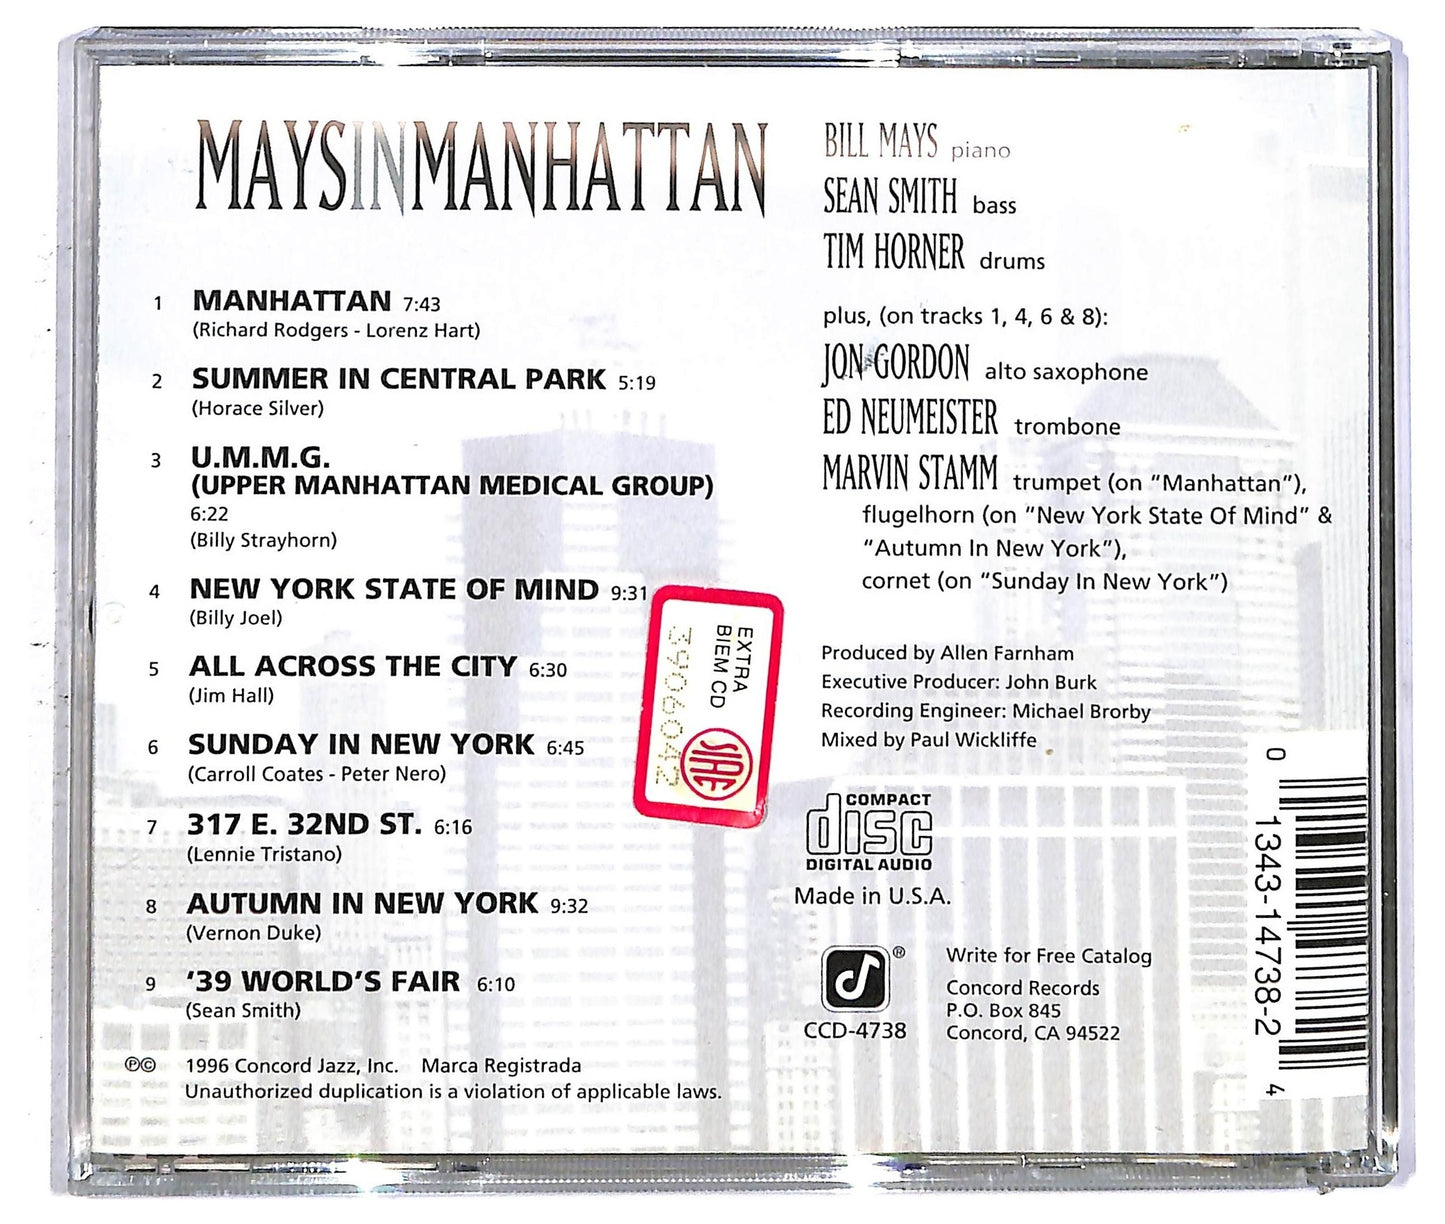 MAYSINMANHATTAN
1 MANHATTAN 7:43
(Richard Rodgers - Lorenz Hart)
2 SUMMER IN CENTRAL PARK 5:19
(Horace Silver)
3 U.M.M.G.
(UPPER MANHATTAN MEDICAL GROUP)
6:22
(Billy Strayhorn)
4 NEW YORK STATE OF MIND 9:31
(Billy Joel)
5 ALL ACROSS THE CITY 6:30
(Jim Hall)
6 SUNDAY IN NEW YORK 6:45
(Carroll Coates - Peter Nero)
7 317 E. 32ND ST. 6:16
(Lennie Tristano)
8 AUTUMN IN NEW YORK 9:32
(Vernon Duke)
9 ‘39 WORLD’S FAIR 6:10
(Sean Smith)
℗© 1996 Concord Jazz, Inc. Marca Registrada
Unauthorized duplication is a violation of applicable laws.
BILL MAYS piano
SEAN SMITH bass
TIM HORNER drums
plus, (on tracks 1, 4, 6 & 8):
JON GORDON alto saxophone
ED NEUMEISTER trombone
MARVIN STAMM trumpet (on “Manhattan”),
flugelhorn (on “New York State Of Mind” &
“Autumn In New York”),
cornet (on “Sunday In New York”)
Produced by Allen Farnham
Executive Producer: John Burk
Recording Engineer: Michael Brorby
Mixed by Paul Wickliffe
EXTRA
BIEM CD
3906042
SIAE
COMPACT
disc
DIGITAL AUDIO
Made in U.S.A.
®
CCD-4738
Write for Free Catalog
Concord Records
P.O. Box 845
Concord, CA 94522
0 1343-14738-2 4